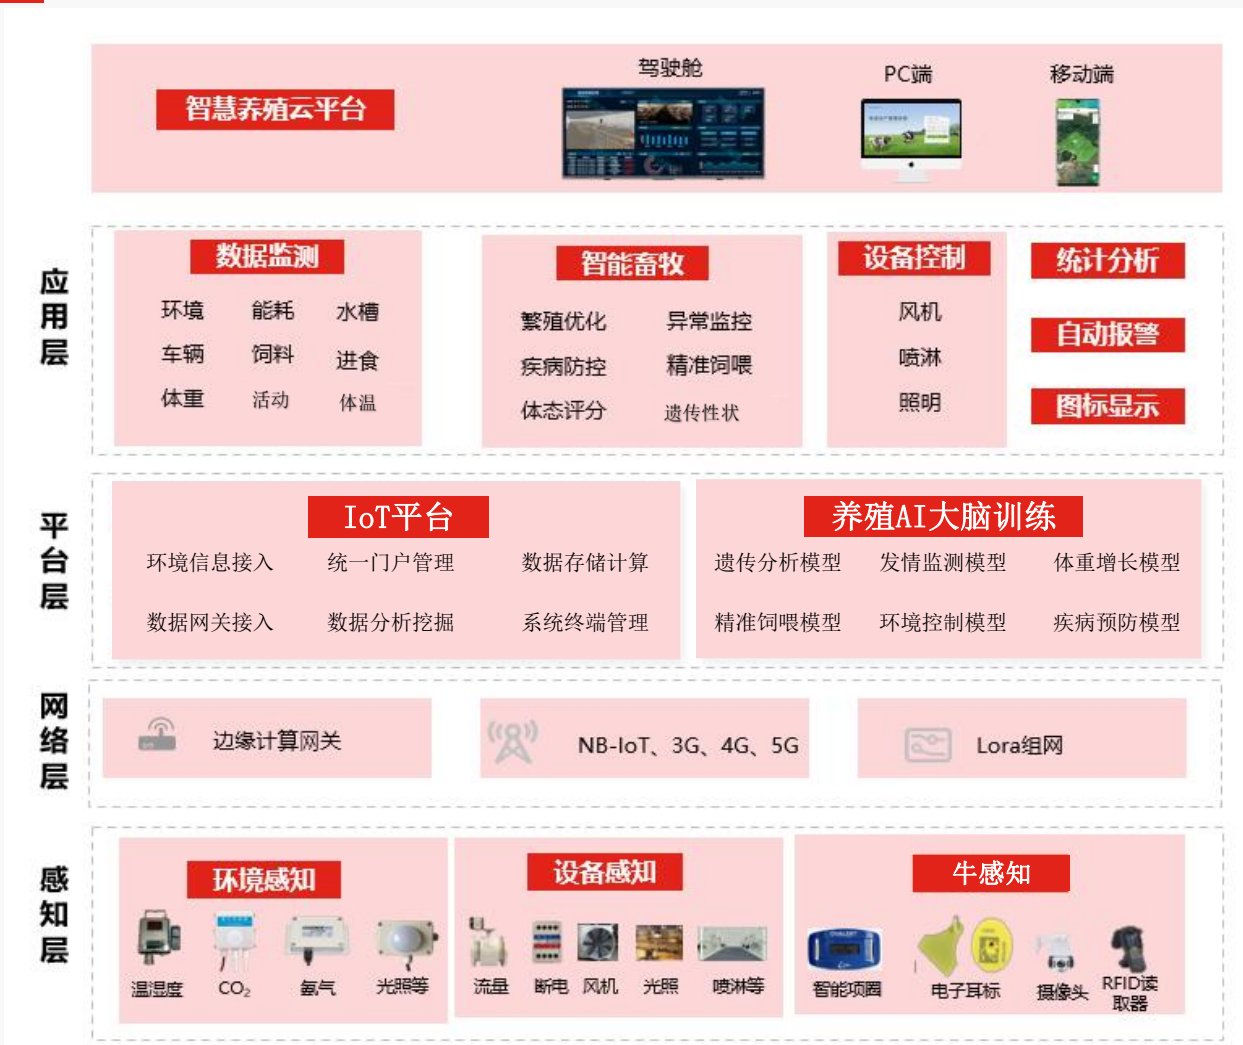 智慧养殖云平台
驾驶舱
PC端
移动端
应用层
数据监测
环境 能耗 水槽
车辆 饲料 进食
体重 活动 体温
智能畜牧
繁殖优化 异常监控
疾病防控 精准饲喂
体态评分 遗传性状
设备控制
风机
喷淋
照明
统计分析
自动报警
图标显示
平台层
IoT平台
环境信息接入 统一门户管理 数据存储计算
数据网关接入 数据分析挖掘 系统终端管理
养殖AI大脑训练
遗传分析模型 发情监测模型 体重增长模型
精准饲喂模型 环境控制模型 疾病预防模型
网络层
边缘计算网关
NB-IoT、3G、4G、5G
Lora组网
感知层
环境感知
温湿度 CO₂ 氨气 光照等
设备感知
流量 断电 风机 光照 喷淋等
牛感知
智能项圈 电子耳标 摄像头 RFID读
取器